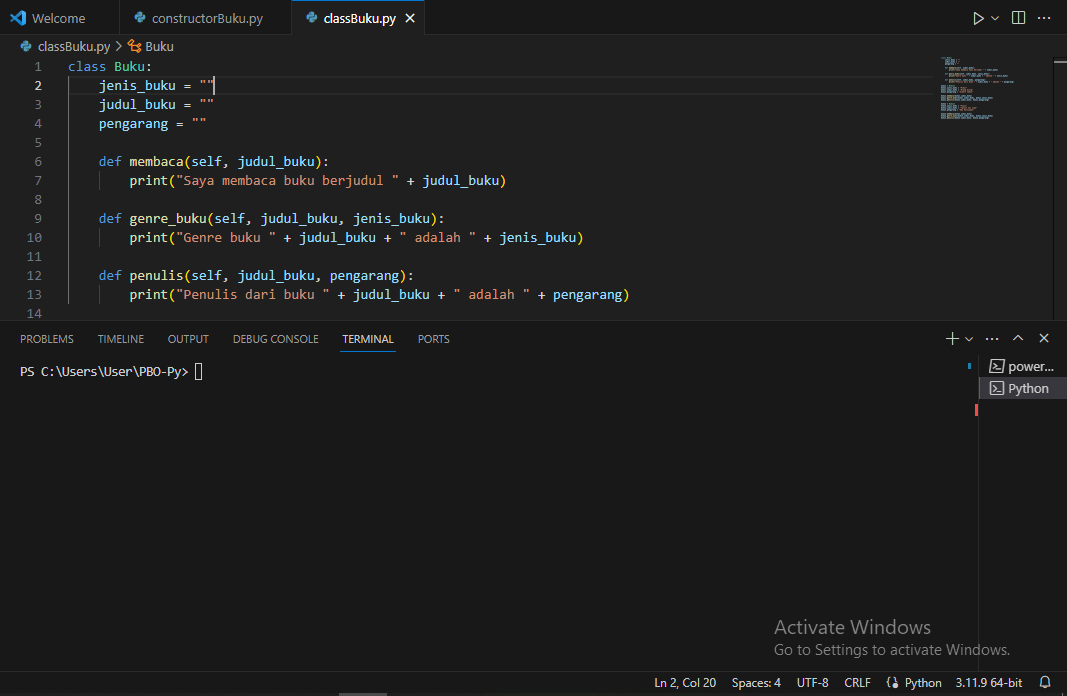 Welcome constructorBuku.py classBuku.py
classBuku.py > Buku
1 class Buku:
2 jenis_buku = ""
3 judul_buku = ""
4 pengarang = ""
5
6 def membaca(self, judul_buku):
7 print("Saya membaca buku berjudul " + judul_buku)
8
9 def genre_buku(self, judul_buku, jenis_buku):
10 print("Genre buku " + judul_buku + " adalah " + jenis_buku)
11
12 def penulis(self, judul_buku, pengarang):
13 print("Penulis dari buku " + judul_buku + " adalah " + pengarang)
14
PROBLEMS TIMELINE OUTPUT DEBUG CONSOLE TERMINAL PORTS
PS C:\Users\User\PBO-Py>
power...
Python
Activate Windows
Go to Settings to activate Windows.
Ln 2, Col 20 Spaces: 4 UTF-8 CRLF Python 3.11.9 64-bit